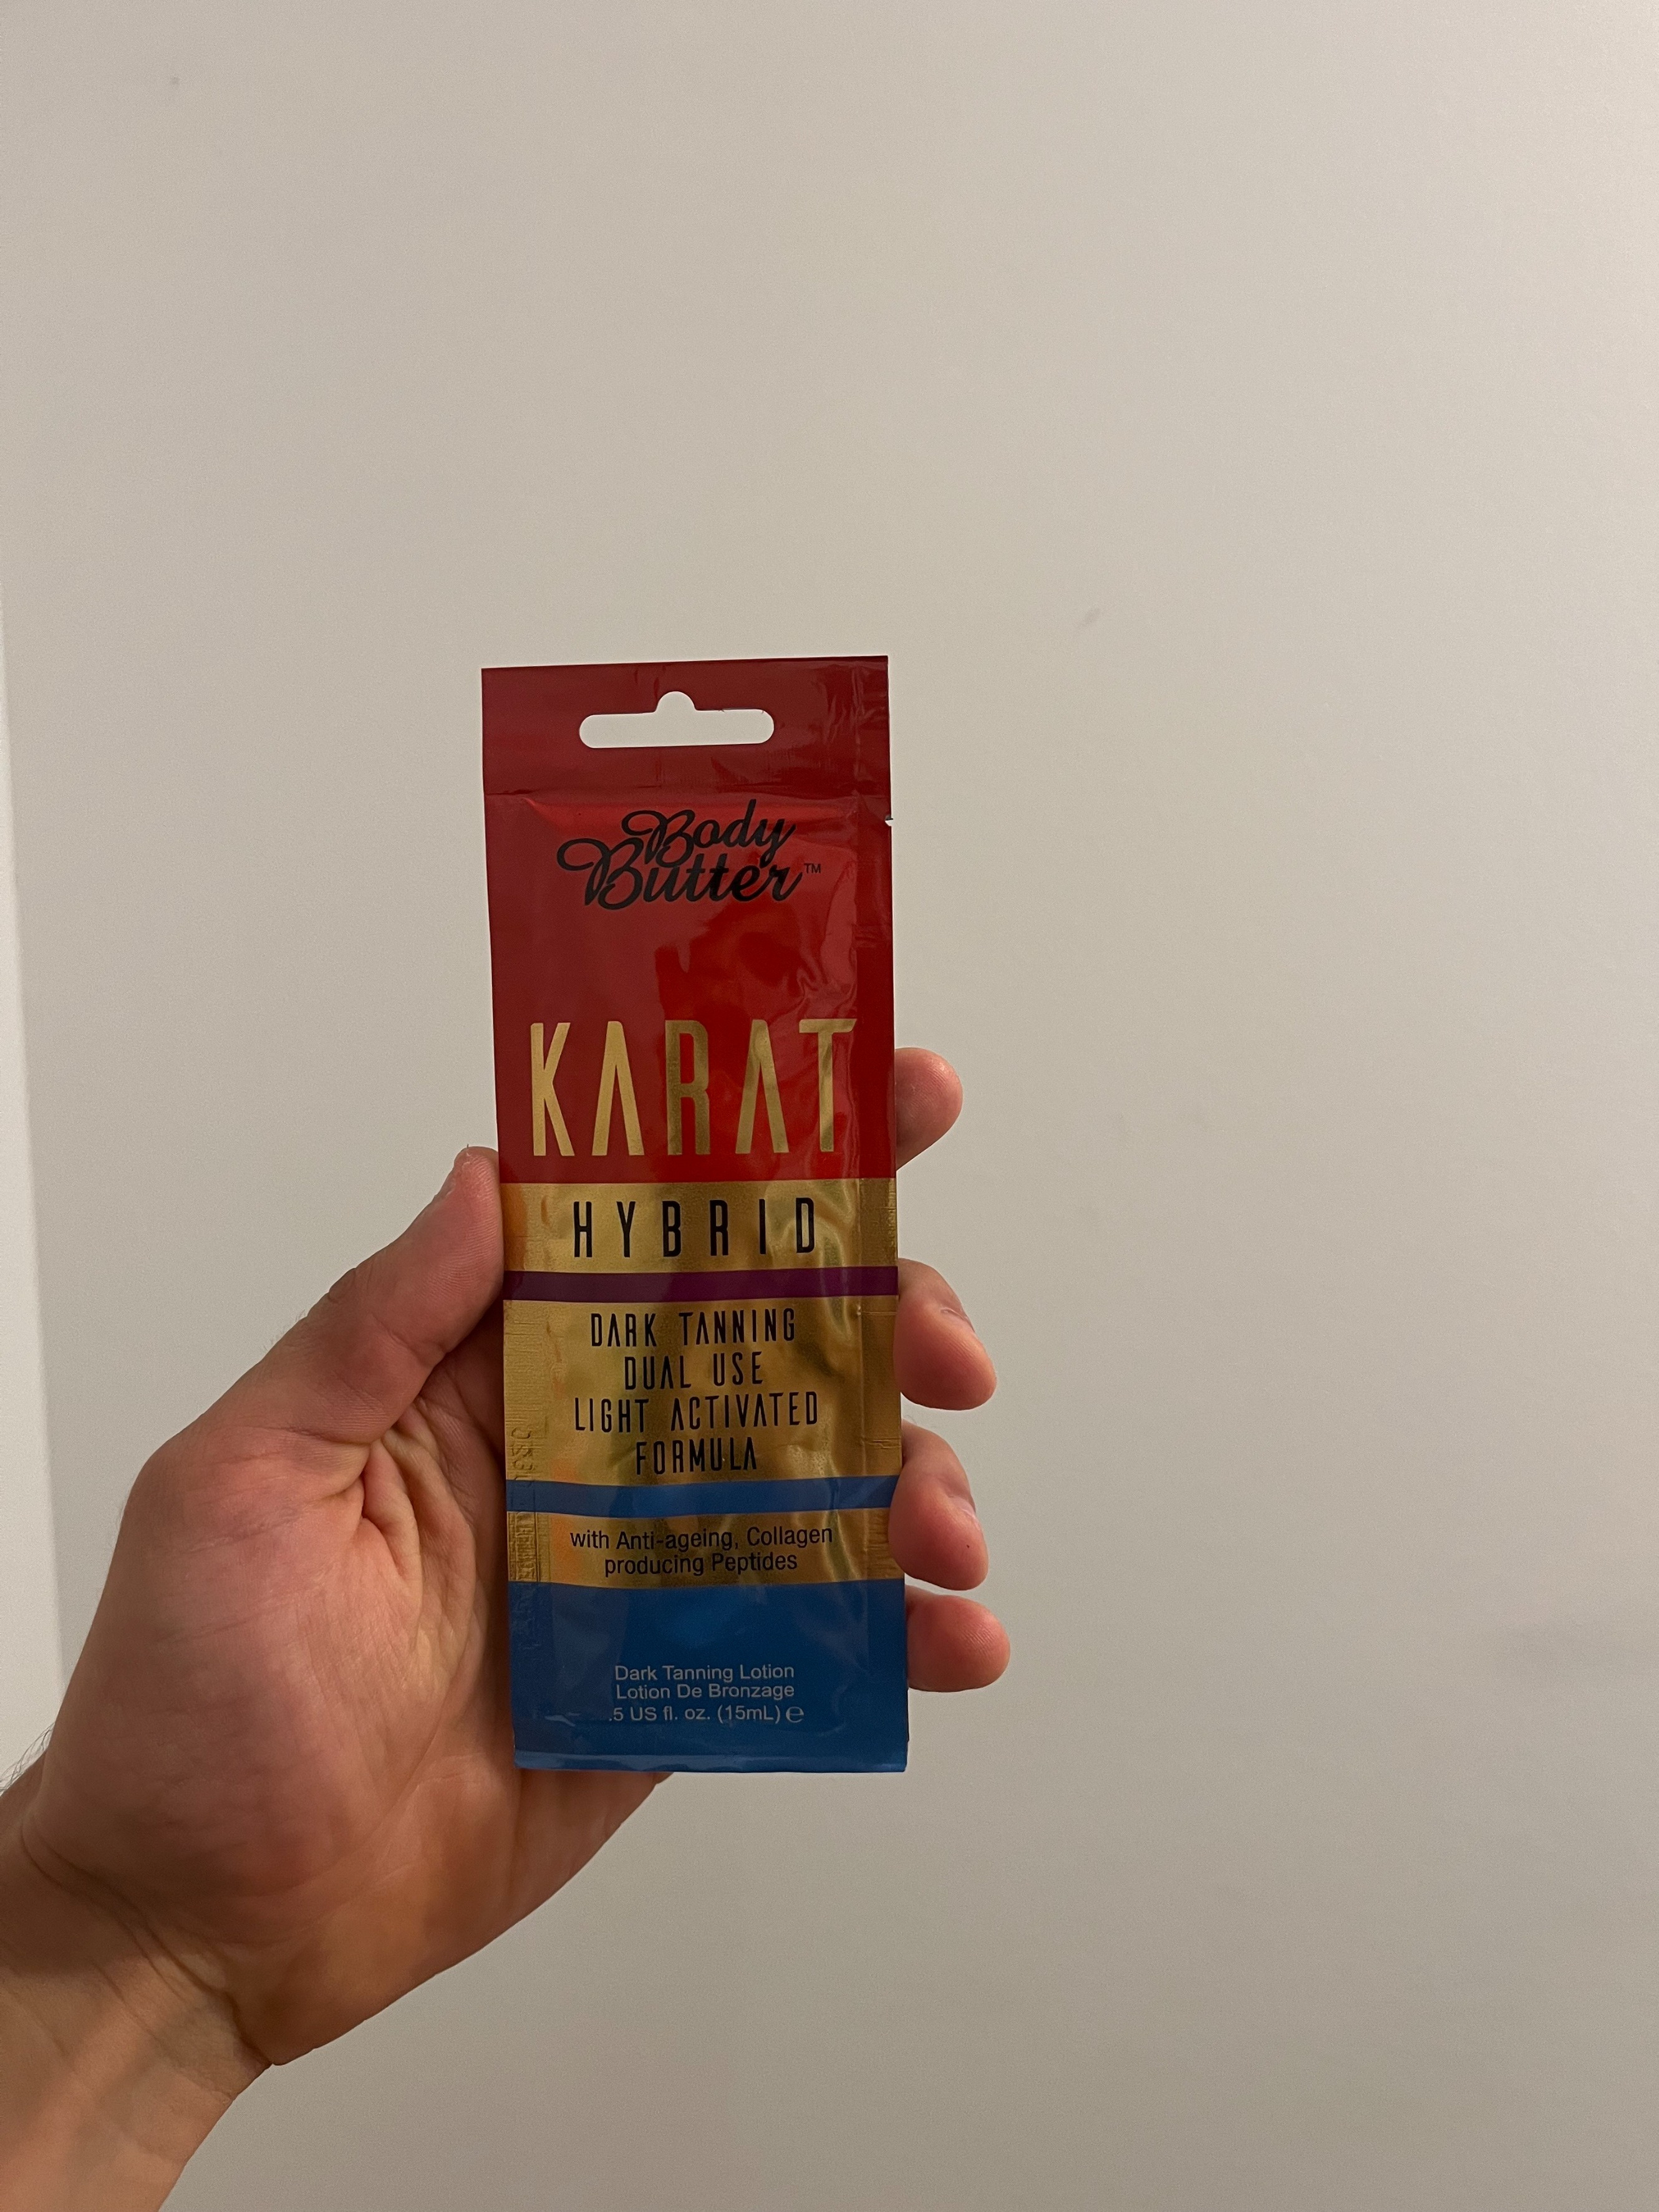 Body
Butter™
KARAT
HYBRID
DARK TANNING
DUAL USE
LIGHT ACTIVATED
FORMULA
with Anti-ageing, Collagen
producing Peptides
Dark Tanning Lotion
Lotion De Bronzage
.5 US fl. oz. (15mL) ℮